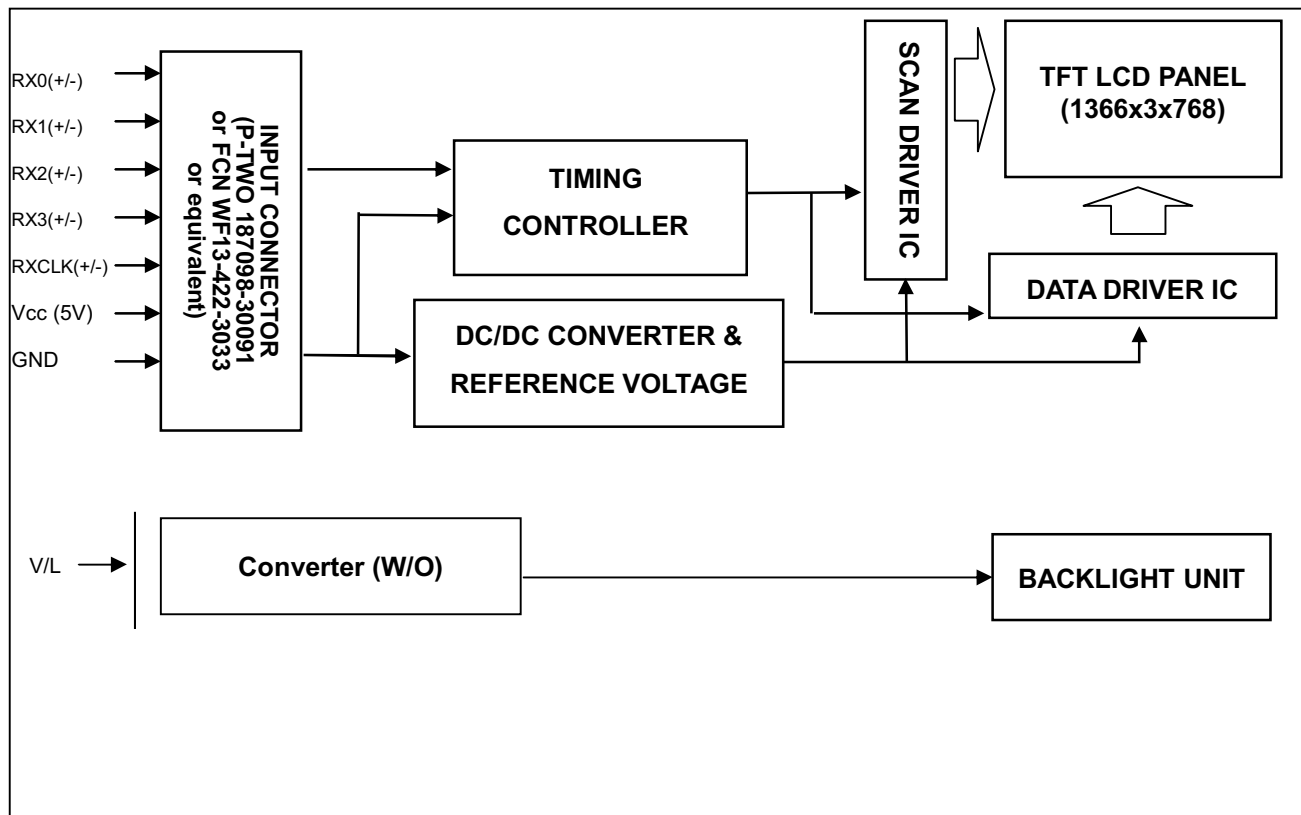 RX0(+/-)
RX1(+/-)
RX2(+/-)
RX3(+/-)
RXCLK(+/-)
Vcc (5V)
GND
INPUT CONNECTOR
(P-TWO 187098-30091
or FCN WF13-422-3033
or equivalent)
TIMING
CONTROLLER
DC/DC CONVERTER &
REFERENCE VOLTAGE
SCAN DRIVER IC
TFT LCD PANEL
(1366x3x768)
DATA DRIVER IC
V/L
Converter (W/O)
BACKLIGHT UNIT